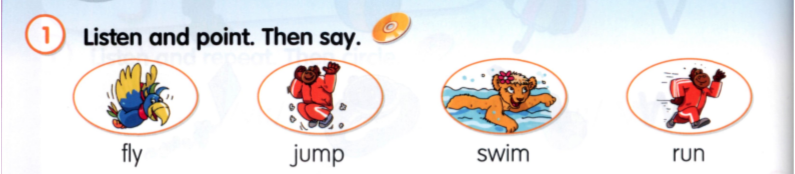 1 Listen and point. Then say.
fly jump swim run